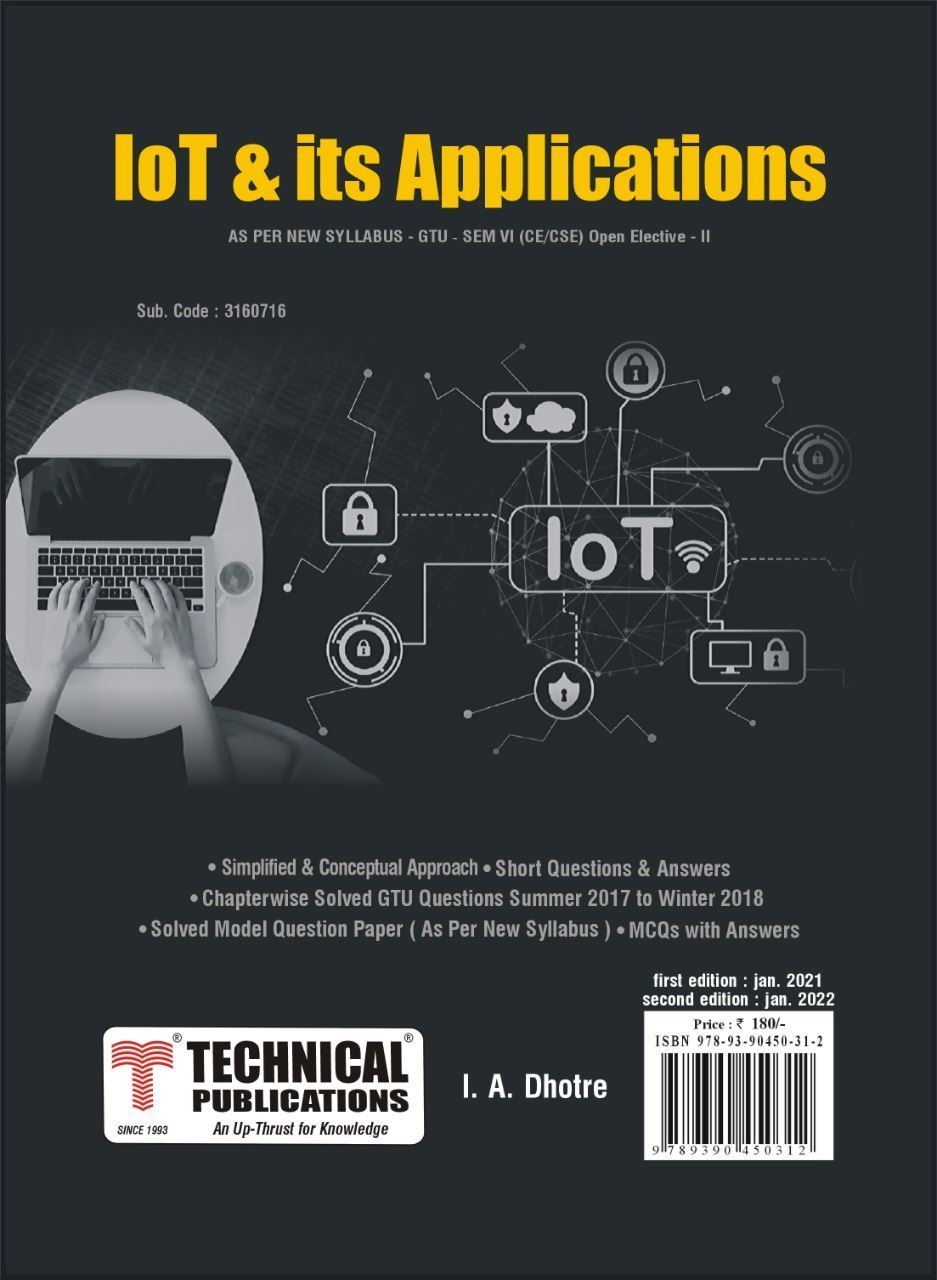 IoT & its Applications
AS PER NEW SYLLABUS - GTU - SEM VI (CE/CSE) Open Elective - II
Sub. Code : 3160716
IoT
• Simplified & Conceptual Approach • Short Questions & Answers
• Chapterwise Solved GTU Questions Summer 2017 to Winter 2018
• Solved Model Question Paper ( As Per New Syllabus ) • MCQs with Answers
first edition : jan. 2021
second edition : jan. 2022
Price : ₹ 180/-
ISBN 978-93-90450-31-2
9 789390 450312
T ® TECHNICAL ®
PUBLICATIONS
SINCE 1993 An Up-Thrust for Knowledge
I. A. Dhotre